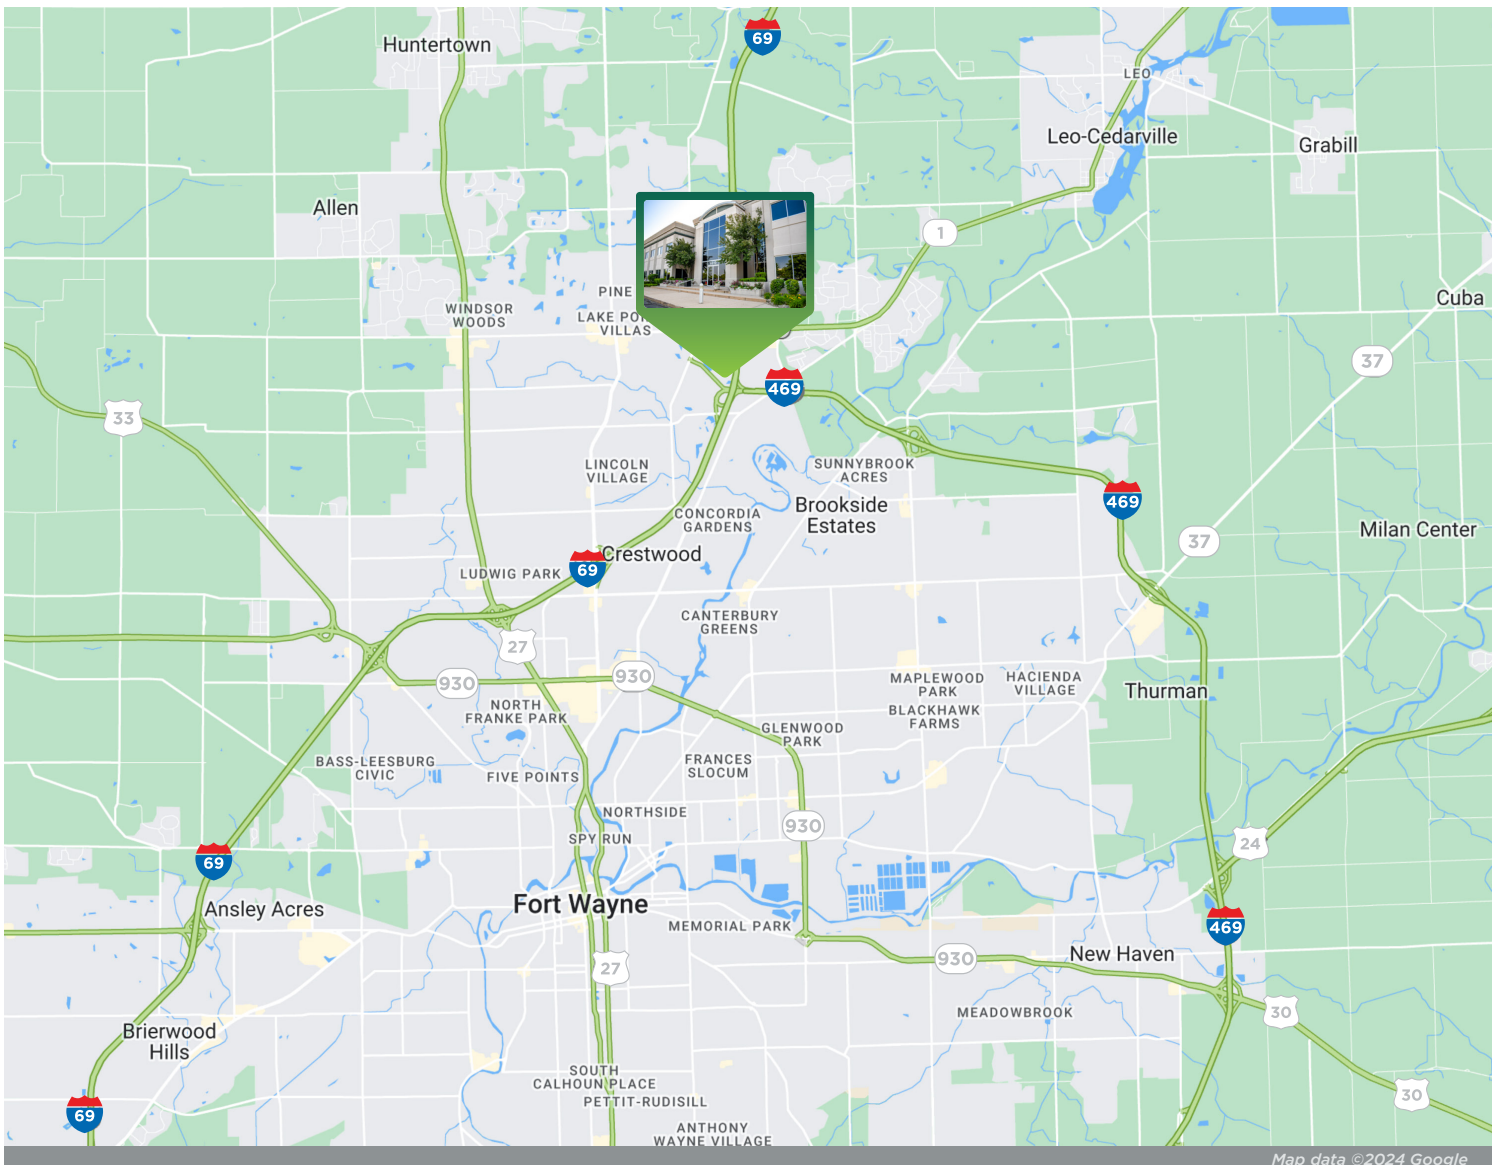 69
Huntertown
LEO
Leo-Cedarville
Grabill
Allen
1
PINE
Cuba
WINDSOR
WOODS
LAKE PO
VILLAS
37
469
33
LINCOLN
VILLAGE
SUNNYBROOK
ACRES
469
Brookside
Estates
CONCORDIA
GARDENS
Milan Center
37
Crestwood
69
LUDWIG PARK
CANTERBURY
GREENS
27
930
930
MAPLEWOOD
PARK
HACIENDA
VILLAGE
Thurman
NORTH
FRANKE PARK
BLACKHAWK
FARMS
GLENWOOD
PARK
BASS-LEESBURG
CIVIC
FIVE POINTS
FRANCES
SLOCUM
NORTHSIDE
930
SPY RUN
24
69
Fort Wayne
Ansley Acres
MEMORIAL PARK
469
New Haven
930
27
30
MEADOWBROOK
Brierwood
Hills
SOUTH
CALHOUN PLACE
PETTIT-RUDISILL
30
69
ANTHONY
WAYNE VILLAGE
Map data ©2024 Google